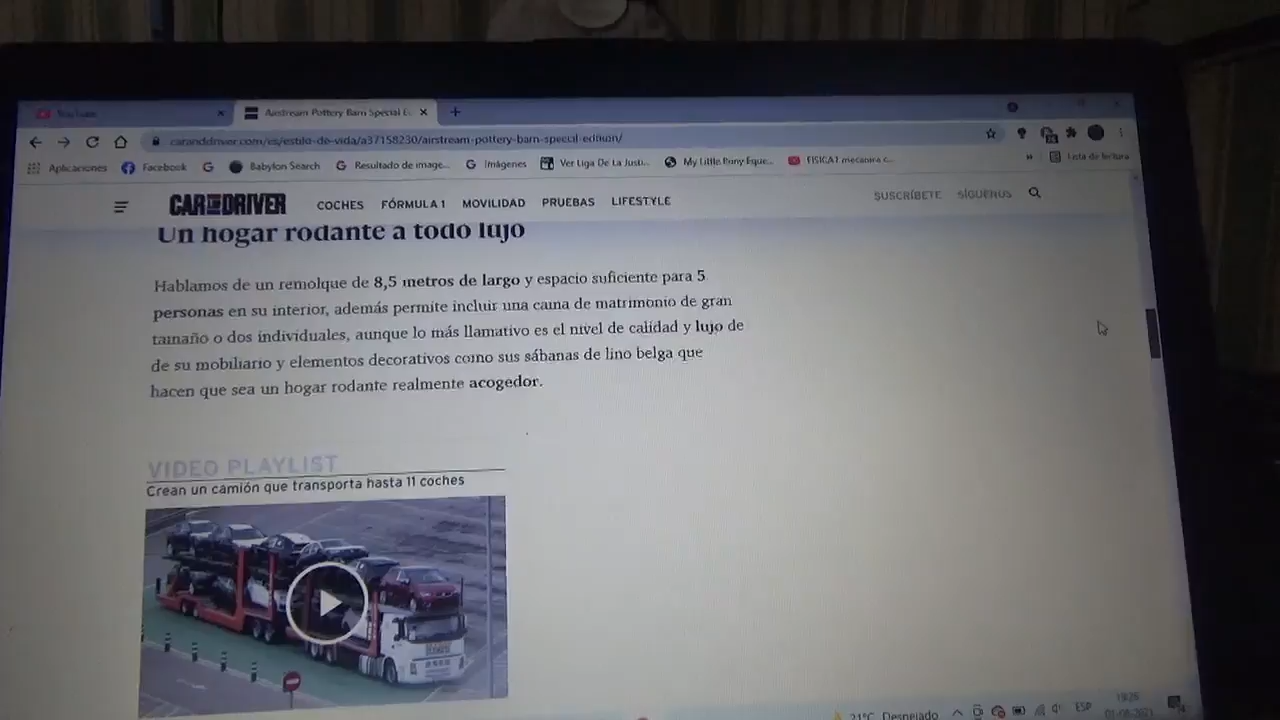 YouTube
Airstream Pottery Barn Special E
caranddriver.com/es/estilo-de-vida/a37158230/airstream-pottery-barn-special-edition/
Aplicaciones
Facebook
Babylon Search
Resultado de image...
Imágenes
Ver Liga De La Justi...
My Little Pony Eque...
FISICA2 mecanica c...
»
Lista de lectura
CAR AND DRIVER
COCHES
FÓRMULA 1
MOVILIDAD
PRUEBAS
LIFESTYLE
SUSCRÍBETE
SÍGUENOS
Un hogar rodante a todo lujo
Hablamos de un remolque de 8,5 metros de largo y espacio suficiente para 5
personas en su interior, además permite incluir una cama de matrimonio de gran
tamaño o dos individuales, aunque lo más llamativo es el nivel de calidad y lujo de
de su mobiliario y elementos decorativos como sus sábanas de lino belga que
hacen que sea un hogar rodante realmente acogedor.
VIDEO PLAYLIST
Crean un camión que transporta hasta 11 coches
21°C Despejado
ESP